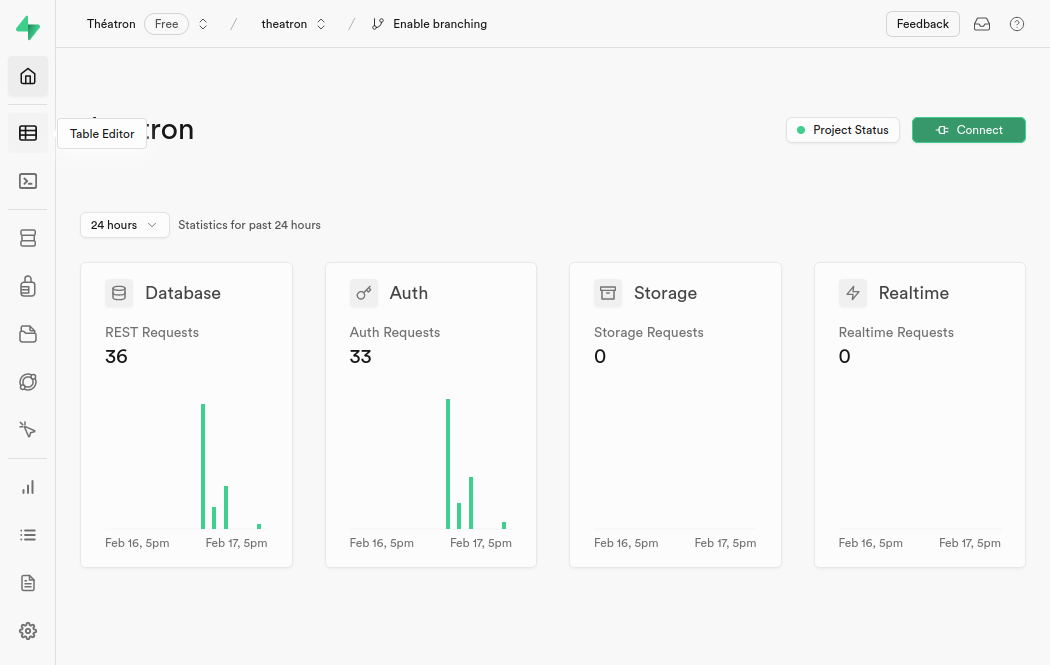 Théatron Free theatron Enable branching Feedback
Table Editor
tron
Project Status Connect
24 hours Statistics for past 24 hours
Database Auth Storage Realtime
REST Requests Auth Requests Storage Requests Realtime Requests
36 33 0 0
Feb 16, 5pm Feb 17, 5pm Feb 16, 5pm Feb 17, 5pm Feb 16, 5pm Feb 17, 5pm Feb 16, 5pm Feb 17, 5pm